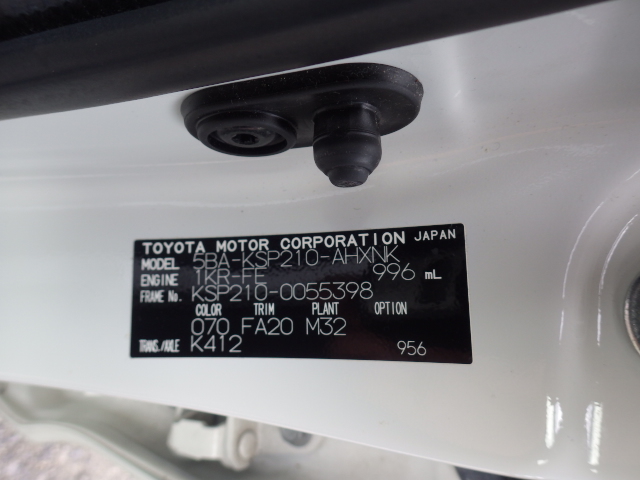 TOYOTA MOTOR CORPORATION JAPAN
MODEL 5BA-KSP210-AHXNK
ENGINE 1KR-FE 996 mL
FRAME No. KSP210-0055398
COLOR TRIM PLANT OPTION
070 FA20 M32
TRANS./AXLE K412 956